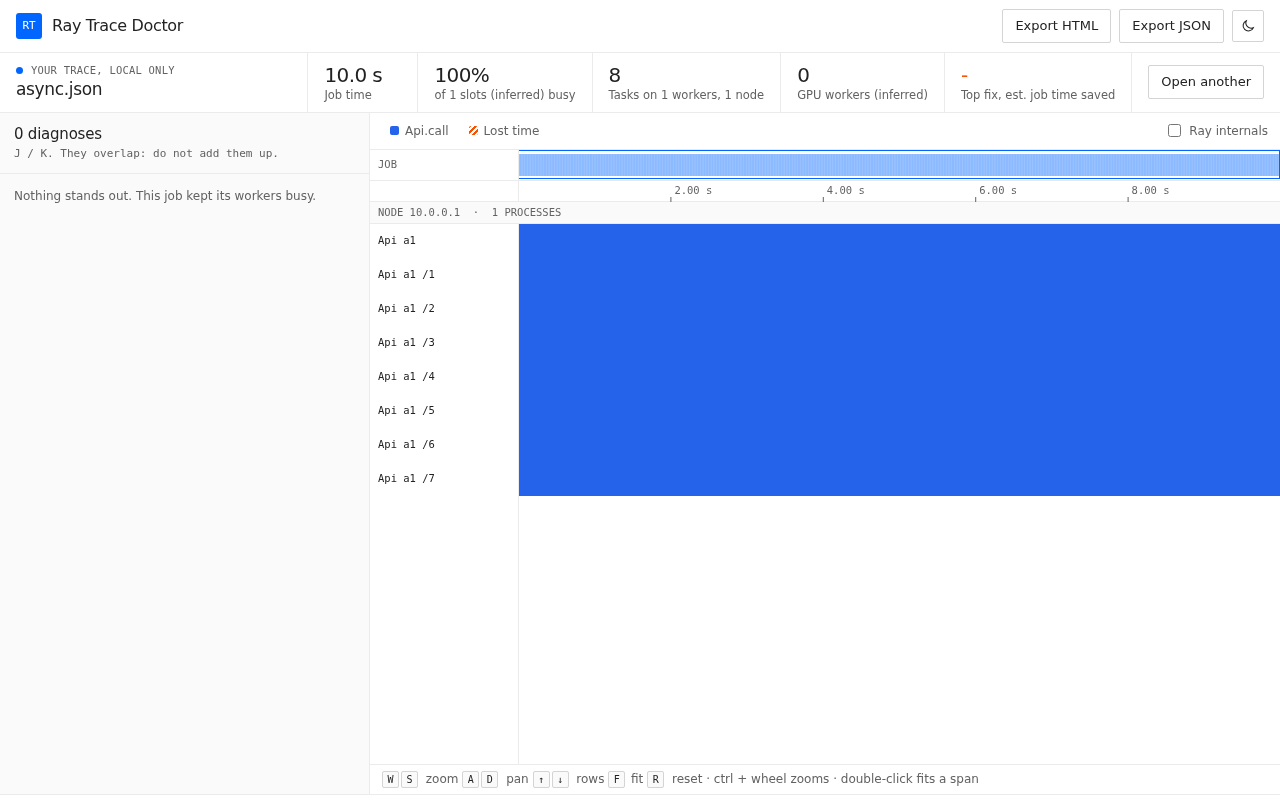 RT Ray Trace Doctor Export HTML Export JSON
YOUR TRACE, LOCAL ONLY
async.json
10.0 s
Job time
100%
of 1 slots (inferred) busy
8
Tasks on 1 workers, 1 node
0
GPU workers (inferred)
-
Top fix, est. job time saved
Open another
0 diagnoses
J / K. They overlap: do not add them up.
Nothing stands out. This job kept its workers busy.
Api.call Lost time Ray internals
JOB
2.00 s 4.00 s 6.00 s 8.00 s
NODE 10.0.0.1 · 1 PROCESSES
Api a1
Api a1 /1
Api a1 /2
Api a1 /3
Api a1 /4
Api a1 /5
Api a1 /6
Api a1 /7
W S zoom A D pan ↑ ↓ rows F fit R reset · ctrl + wheel zooms · double-click fits a span